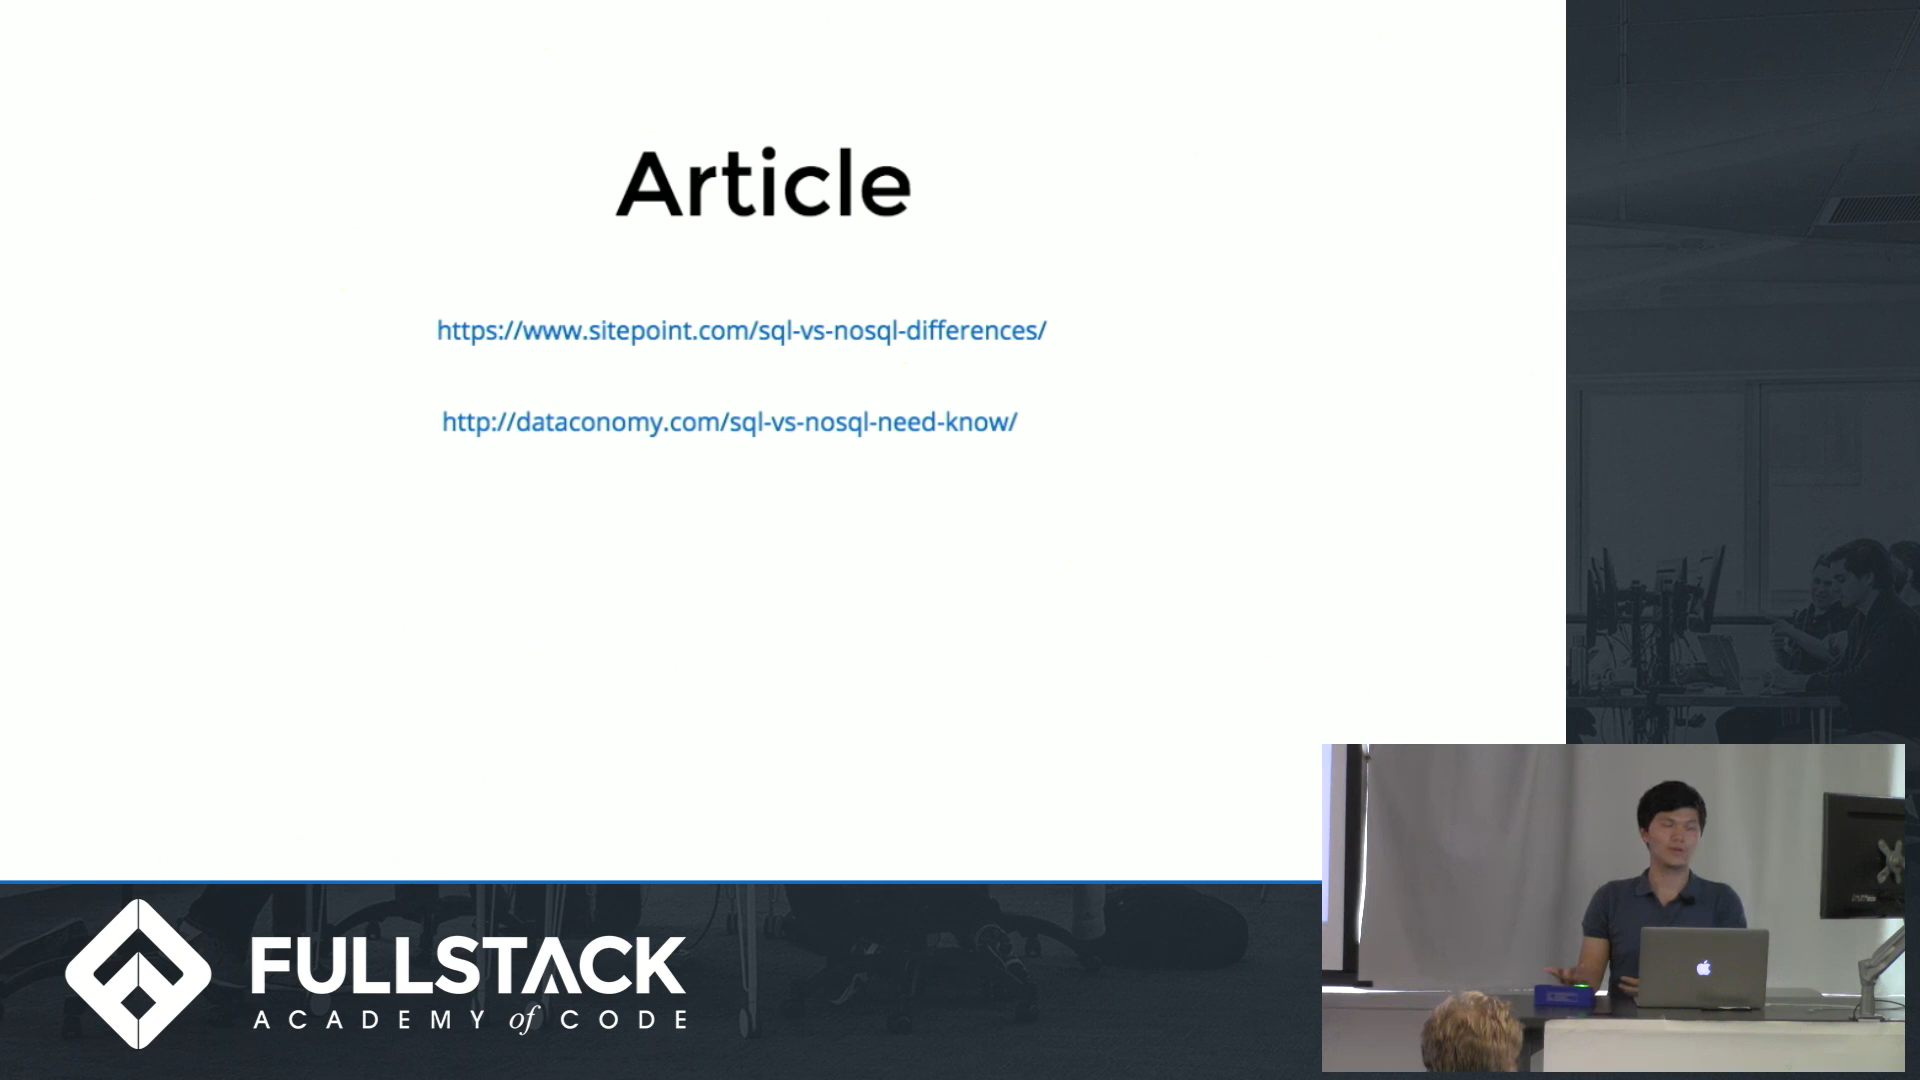 Article
https://www.sitepoint.com/sql-vs-nosql-differences/
http://dataconomy.com/sql-vs-nosql-need-know/
FULLSTACK
ACADEMY of CODE